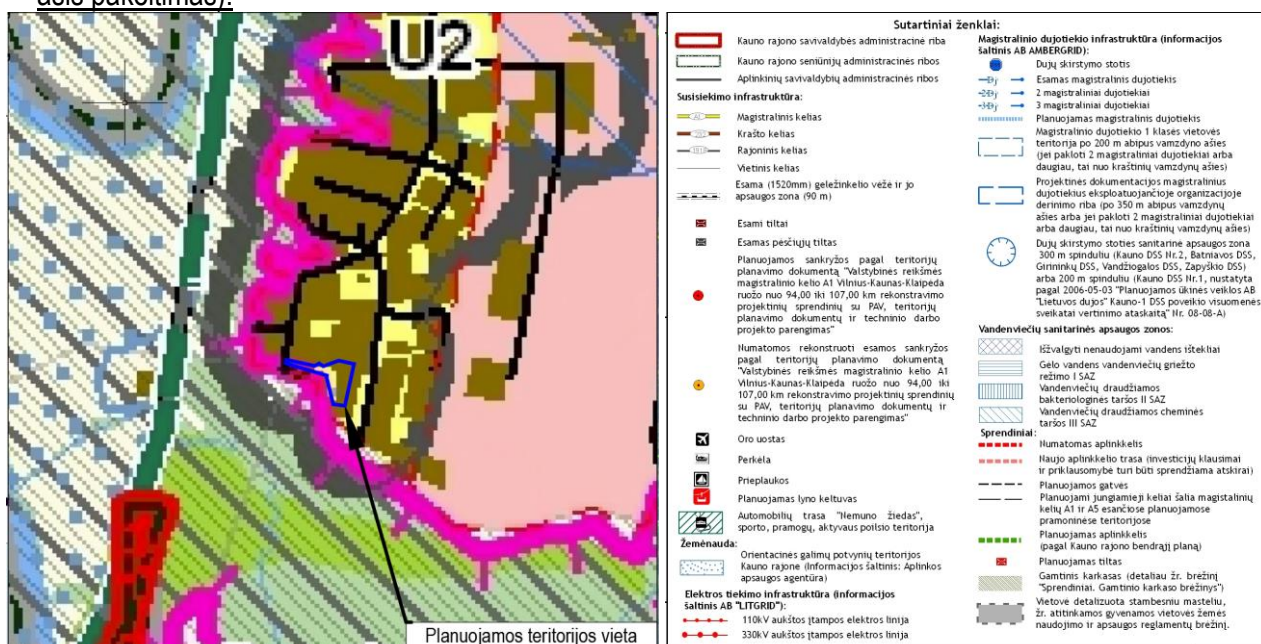 ašis pakeitimas):
U2
Planuojamos teritorijos vieta
Sutartiniai ženklai:
Kauno rajono savivaldybės administracinė riba
Kauno rajono seniūnijų administracinės ribos
Aplinkinių savivaldybių administracinės ribos
Susisiekimo infrastruktūra:
Magistralinis kelias
Krašto kelias
Rajoninis kelias
Vietinis kelias
Esama (1520mm) geležinkelio vėžė ir jo
apsaugos zona (90 m)
Esami tiltai
Esamas pėsčiųjų tiltas
Planuojamos sankryžos pagal teritorijų
planavimo dokumentą "Valstybinės reikšmės
magistralinio kelio A1 Vilnius-Kaunas-Klaipėda
ruožo nuo 94,00 iki 107,00 km rekonstravimo
projektinių sprendinių su PAV, teritorijų
planavimo dokumentų ir techninio darbo
projekto parengimas"
Numatomos rekonstruoti esamos sankryžos
pagal teritorijų planavimo dokumentą
"Valstybinės reikšmės magistralinio kelio A1
Vilnius-Kaunas-Klaipėda ruožo nuo 94,00 iki
107,00 km rekonstravimo projektinių sprendinių
su PAV, teritorijų planavimo dokumentų ir
techninio darbo projekto parengimas"
Oro uostas
Perkėla
Prieplaukos
Planuojamas lyno keltuvas
Automobilių trasa "Nemuno žiedas",
sporto, pramogų, aktyvaus poilsio teritorija
Žemėnauda:
Orientacinės galimų potvynių teritorijos
Kauno rajone (Informacijos šaltinis: Aplinkos
apsaugos agentūra)
Elektros tiekimo infrastruktūra (informacijos
šaltinis AB "LITGRID"):
110kV aukštos įtampos elektros linija
330kV aukštos įtampos elektros linija
Magistralinio dujotiekio infrastruktūra (informacijos
šaltinis AB AMBERGRID):
Dujų skirstymo stotis
Esamas magistralinis dujotiekis
2 magistraliniai dujotiekiai
3 magistraliniai dujotiekiai
Planuojamas magistralinis dujotiekis
Magistralinio dujotiekio 1 klasės vietovės
teritorija po 200 m abipus vamzdyno ašies
(jei pakloti 2 magistraliniai dujotiekiai arba
daugiau, tai nuo kraštinių vamzdynų ašies)
Projektinės dokumentacijos magistralinius
dujotiekius eksploatuojančioje organizacijoje
derinimo riba (po 350 m abipus vamzdynų
ašies arba jei pakloti 2 magistraliniai dujotiekiai
arba daugiau, tai nuo kraštinių vamzdynų ašies)
Dujų skirstymo stoties sanitarinė apsaugos zona
300 m spinduliu (Kauno DSS Nr.2, Batniavos DSS,
Girininkų DSS, Vandžiogalos DSS, Zapyškio DSS)
arba 200 m spinduliu (Kauno DSS Nr.1, nustatyta
pagal 2006-05-03 "Planuojamos ūkinės veiklos AB
"Lietuvos dujos" Kauno-1 DSS poveikio visuomenės
sveikatai vertinimo ataskaitą" Nr. 08-08-A)
Vandenviečių sanitarinės apsaugos zonos:
Išžvalgyti nenaudojami vandens ištekliai
Gėlo vandens vandenviečių griežto
režimo I SAZ
Vandenviečių draudžiamos
bakteriologinės taršos II SAZ
Vandenviečių draudžiamos cheminės
taršos III SAZ
Sprendiniai:
Numatomas aplinkkelis
Naujo aplinkkelio trasa (investicijų klausimai
ir priklausomybė turi būti sprendžiama atskirai)
Planuojamos gatvės
Planuojami jungiamieji keliai šalia magistralinių
kelių A1 ir A5 esančiose planuojamose
pramoninėse teritorijose
Planuojamas aplinkkelis
(pagal Kauno rajono bendrąjį planą)
Planuojamas tiltas
Gamtinis karkasas (detaliau žr. brėžinį
"Sprendiniai. Gamtinio karkaso brėžinys")
Vietovė detalizuota stambesniu masteliu,
žr. atitinkamos gyvenamos vietovės žemės
naudojimo ir apsaugos reglamentų brėžinį.